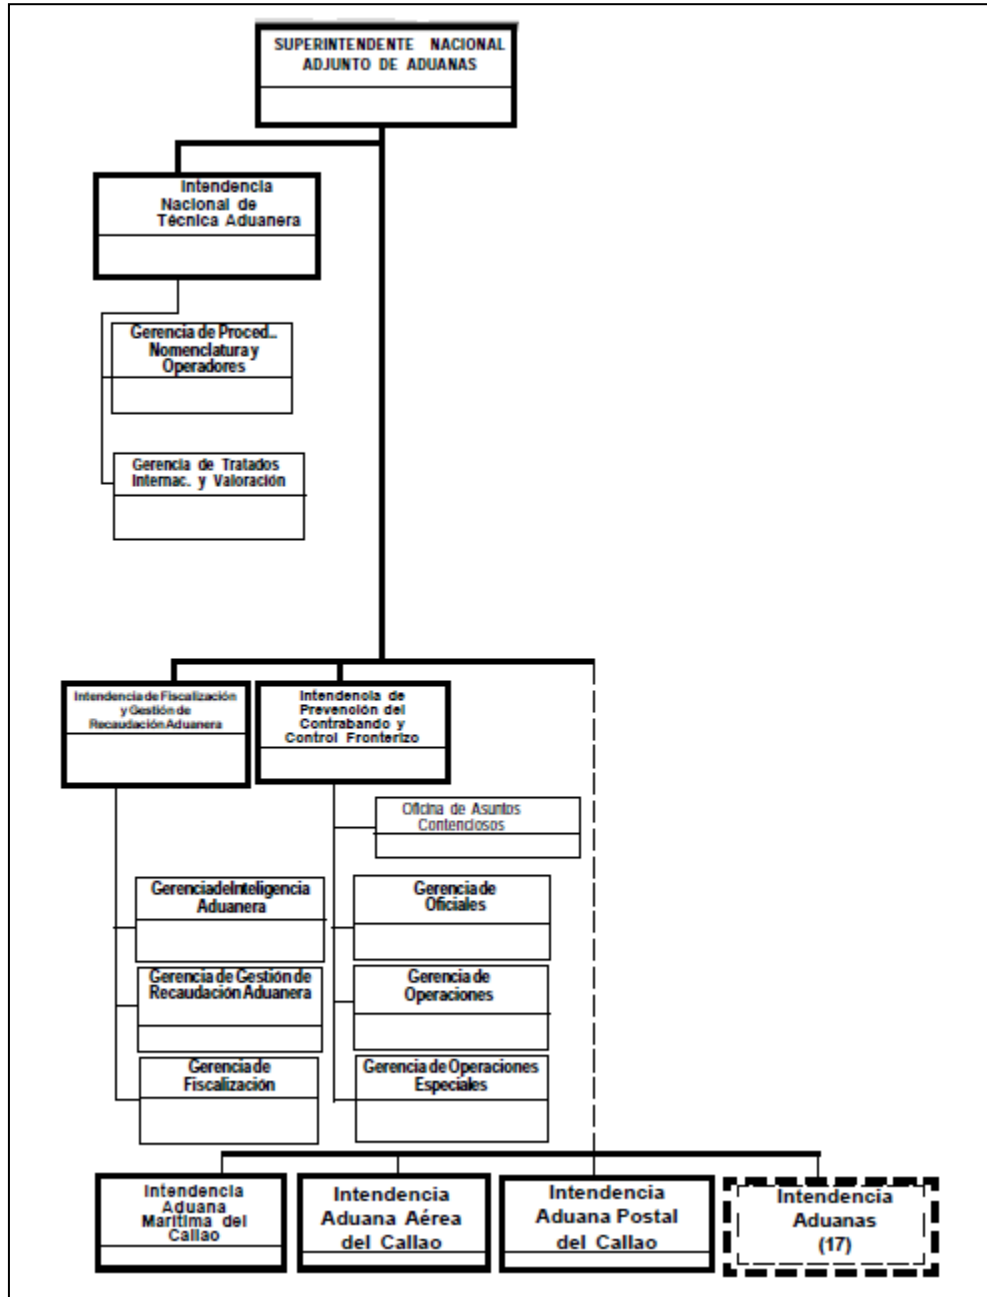 SUPERINTENDENTE NACIONAL
ADJUNTO DE ADUANAS
Intendencia
Nacional de
Técnica Aduanera
Gerencia de Proced...
Nomenclatura y
Operadores
Gerencia de Tratados
Internac. y Valoración
Intendencia de Fiscalización
y Gestión de
Recaudación Aduanera
Intendencia de
Prevención del
Contrabando y
Control Fronterizo
Oficina de Asuntos
Contenciosos
Gerencia de Inteligencia
Aduanera
Gerencia de
Oficiales
Gerencia de Gestión de
Recaudación Aduanera
Gerencia de
Operaciones
Gerencia de
Fiscalización
Gerencia de Operaciones
Especiales
Intendencia
Aduana
Marítima del
Callao
Intendencia
Aduana Aérea
del Callao
Intendencia
Aduana Postal
del Callao
Intendencia
Aduanas
(17)